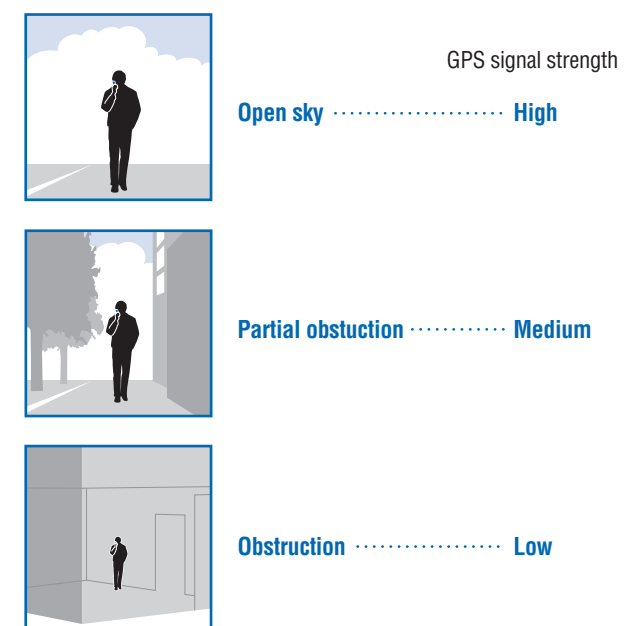 GPS signal strength
Open sky ..................... High
Partial obstuction ............ Medium
Obstruction .................. Low